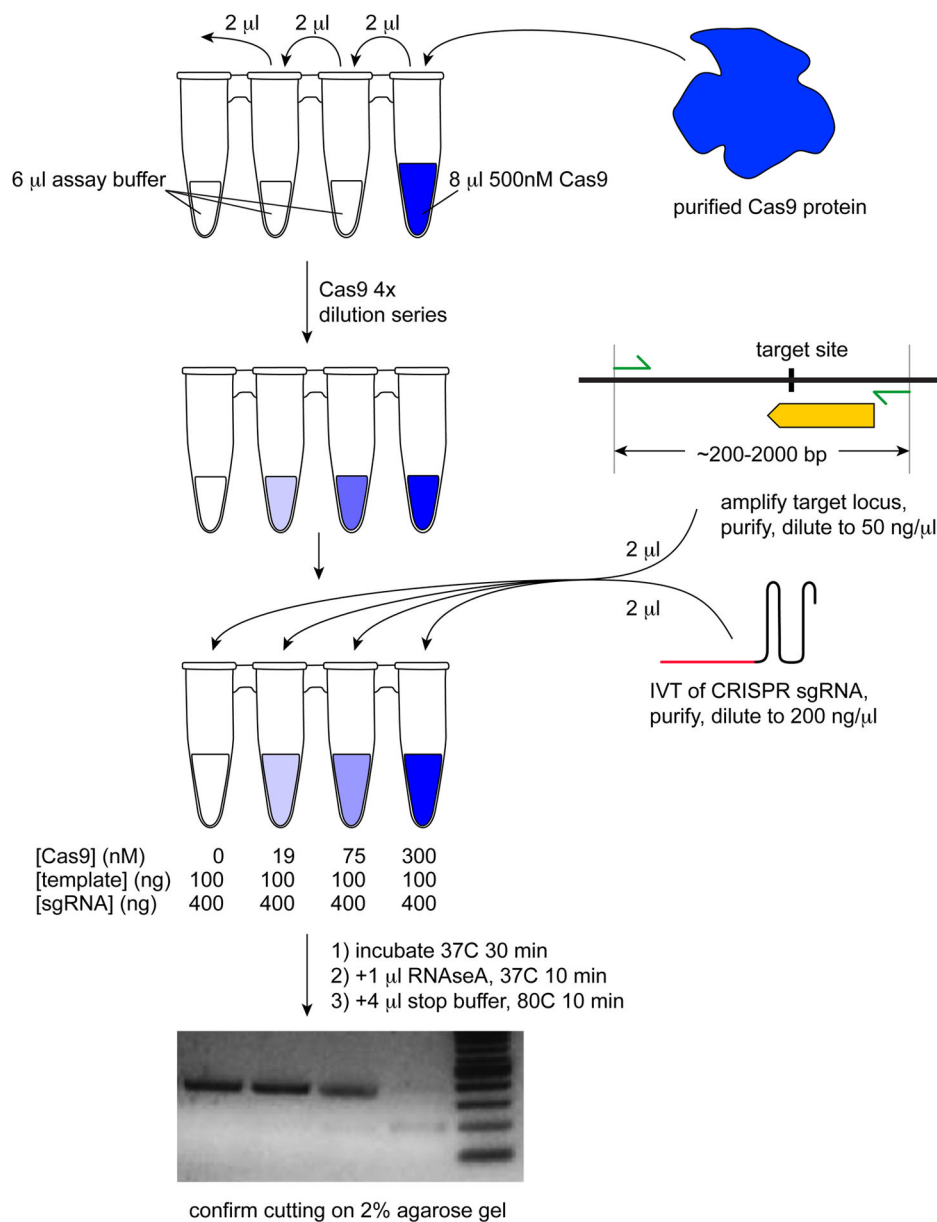 2 μl
2 μl
2 μl
6 μl assay buffer
8 μl 500nM Cas9
purified Cas9 protein
Cas9 4x
dilution series
target site
~200-2000 bp
amplify target locus,
purify, dilute to 50 ng/μl
2 μl
2 μl
IVT of CRISPR sgRNA,
purify, dilute to 200 ng/μl
[Cas9] (nM) 0 19 75 300
[template] (ng) 100 100 100 100
[sgRNA] (ng) 400 400 400 400
1) incubate 37C 30 min
2) +1 μl RNAseA, 37C 10 min
3) +4 μl stop buffer, 80C 10 min
confirm cutting on 2% agarose gel